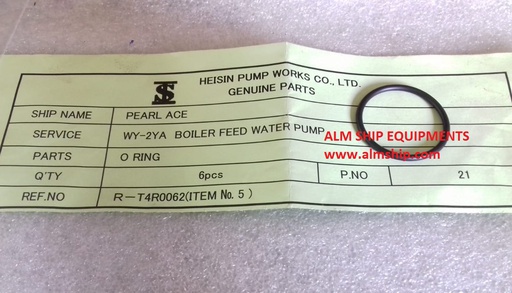 HEISIN PUMP WORKS CO., LTD.
GENUINE PARTS
SHIP NAME PEARL ACE
SERVICE WY-2YA BOILER FEED WATER PUMP
ALM SHIP EQUIPMENTS
www.almship.com
PARTS O RING
Q'TY 6pcs P.NO 21
REF.NO R-T4R0062(ITEM No. 5)